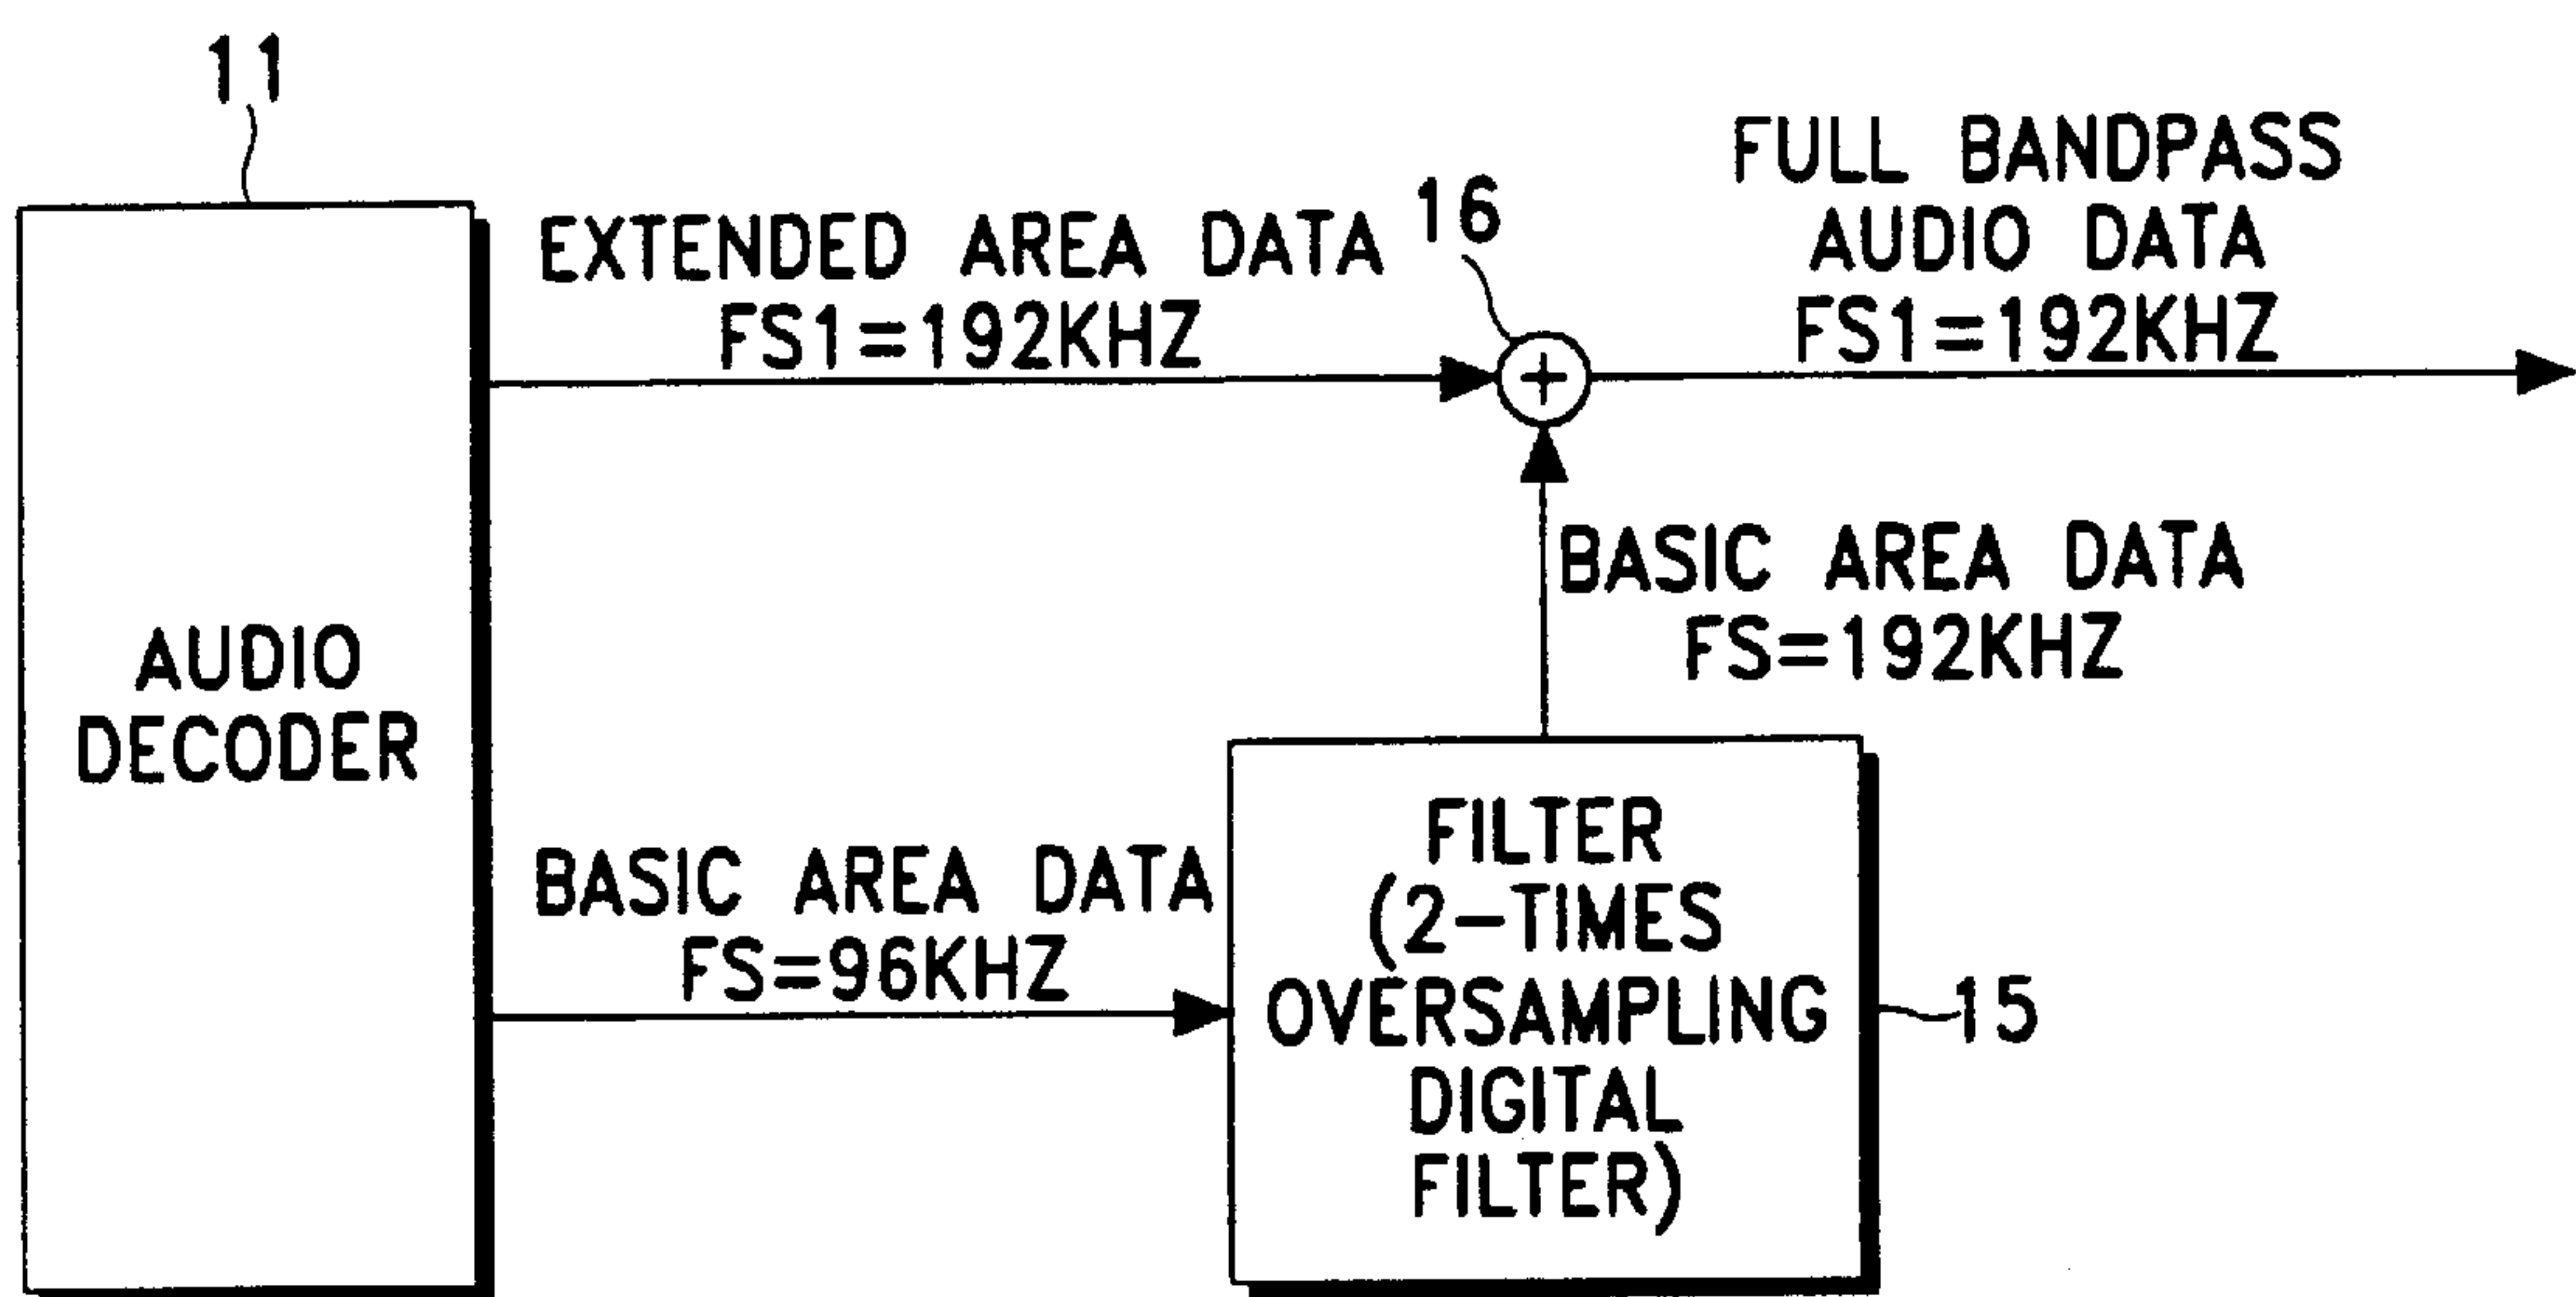 11
EXTENDED AREA DATA
FS1=192KHZ
16
FULL BANDPASS
AUDIO DATA
FS1=192KHZ
+
BASIC AREA DATA
FS=192KHZ
AUDIO
DECODER
BASIC AREA DATA
FS=96KHZ
FILTER
(2-TIMES
OVERSAMPLING
DIGITAL
FILTER)
15